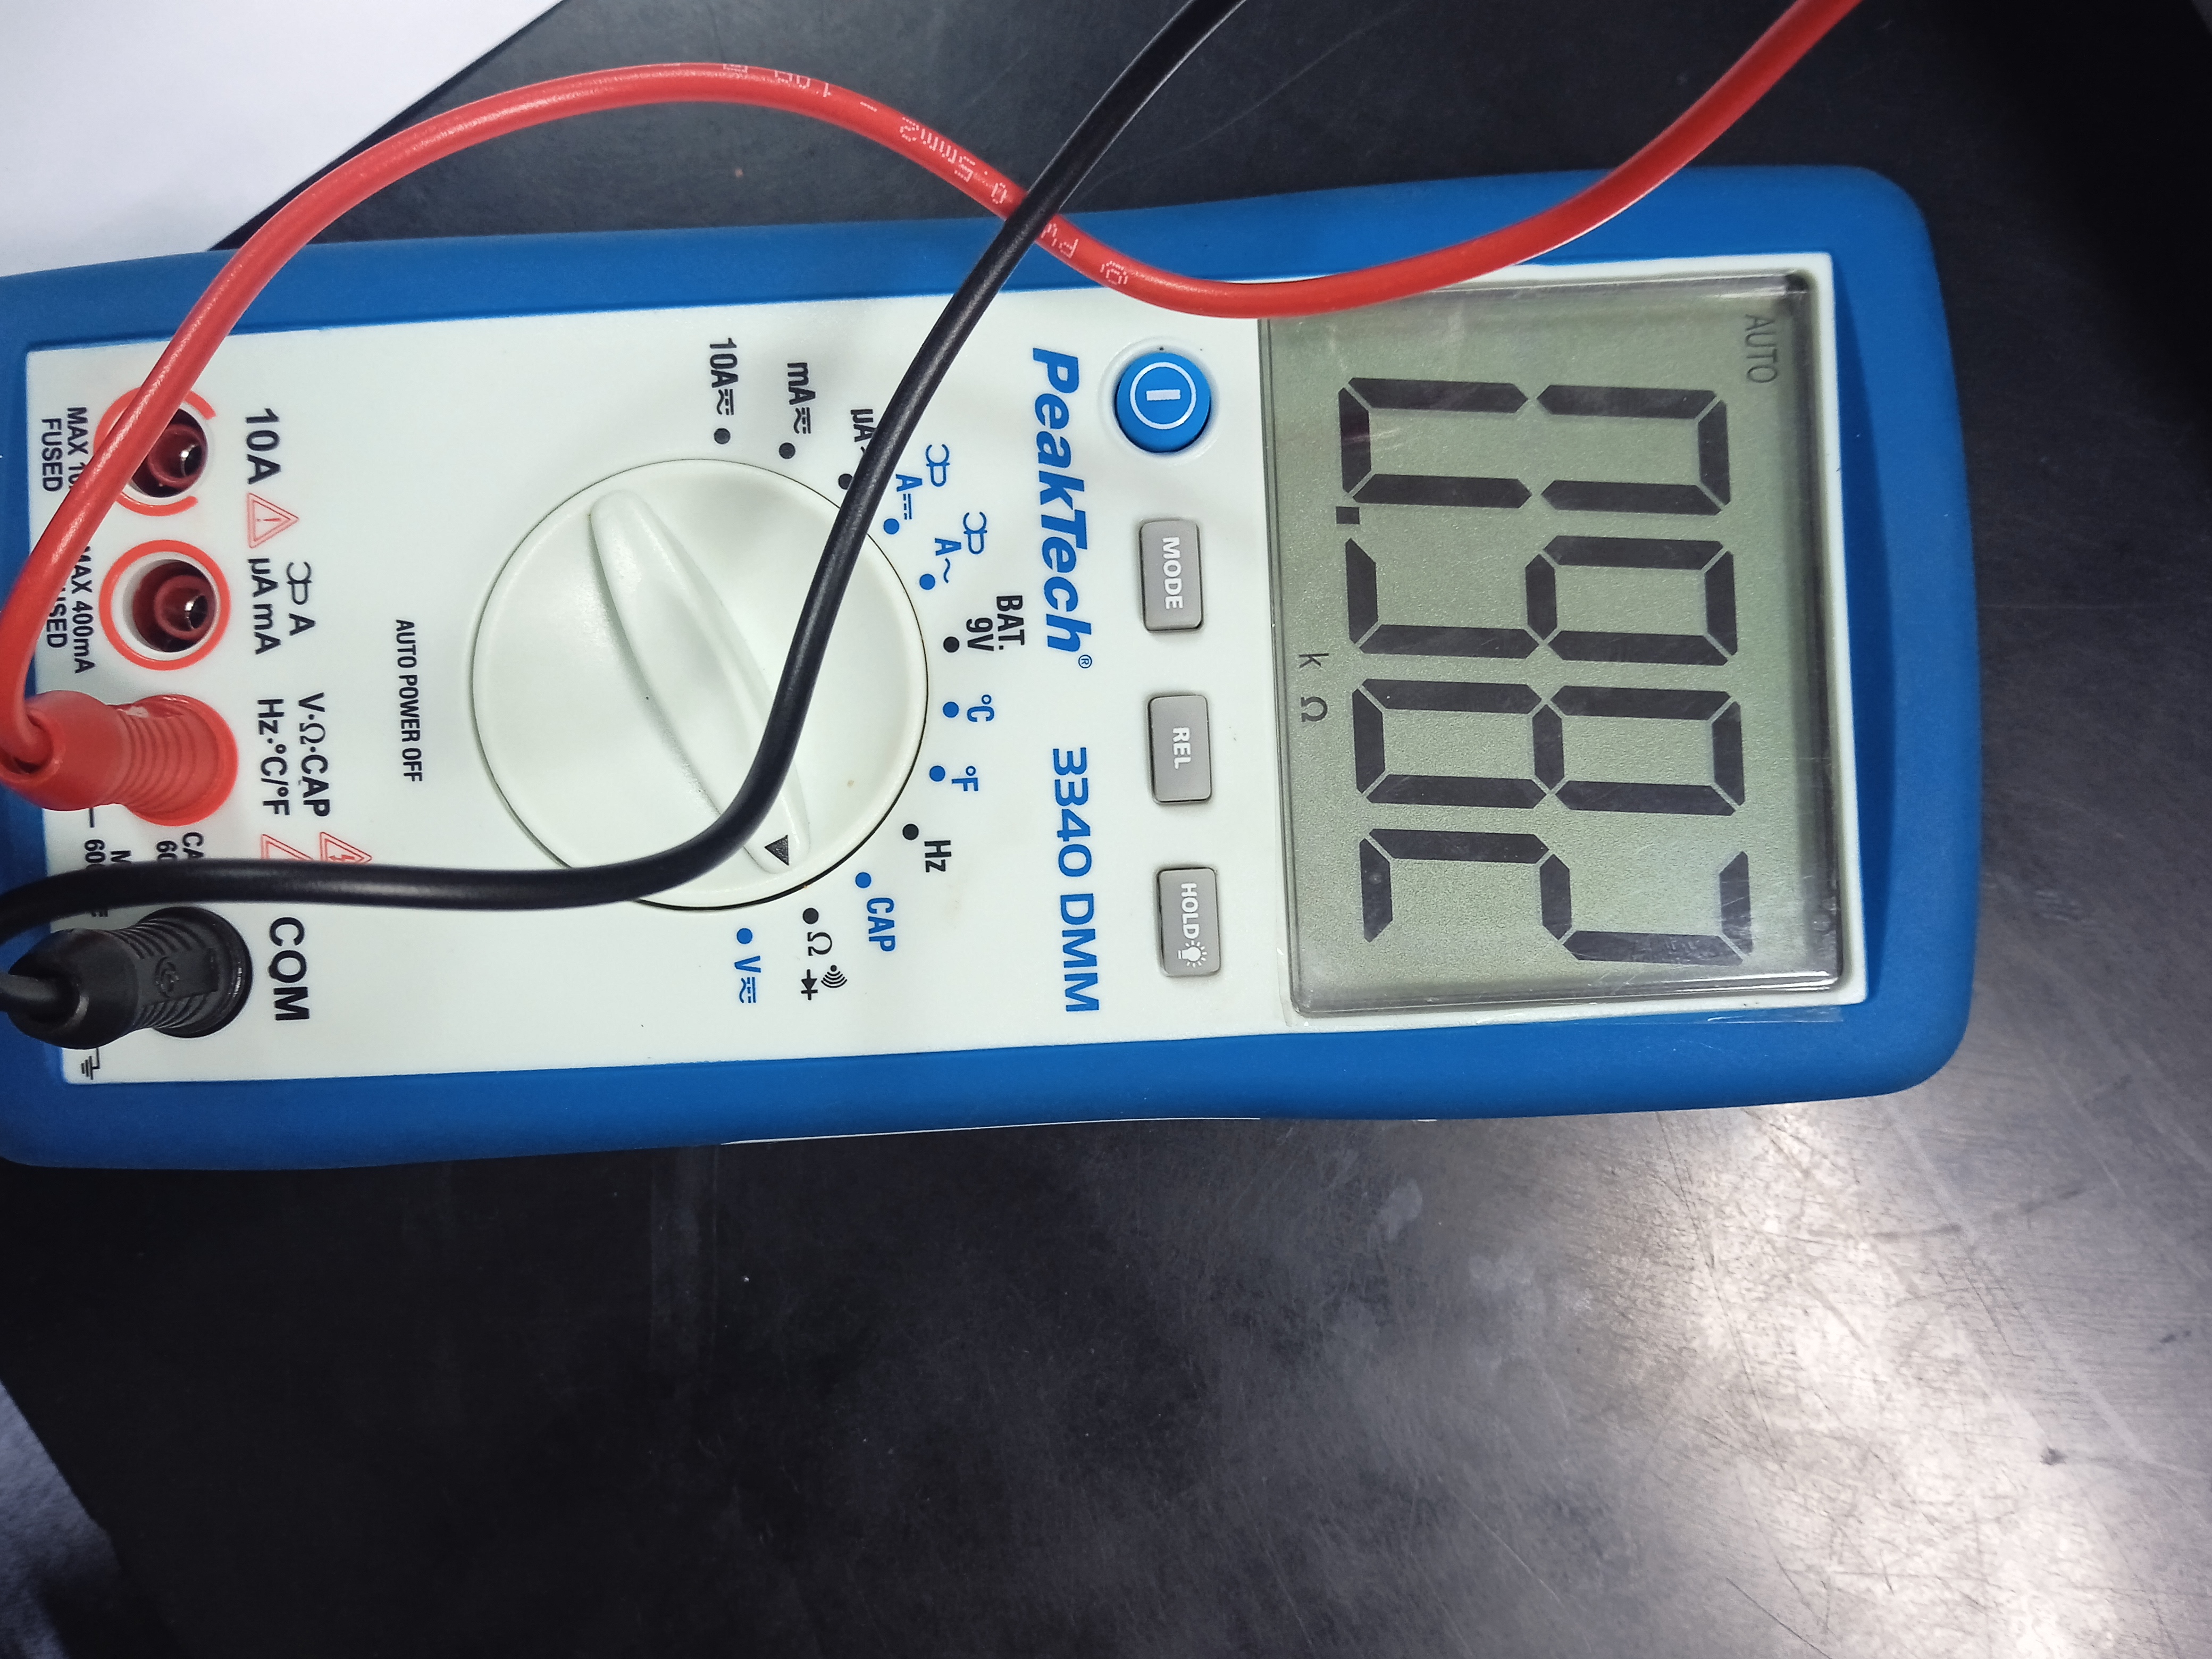 AUTO
0.982
k Ω
PeakTech® 3340 DMM
MODE REL HOLD
BAT.
9V
°C
°F
A
A
Hz
CAP
mA
Ω
10A
V
AUTO POWER OFF
A
V·Ω·CAP
10A
µA mA
Hz·°C/°F
COM
MAX 400mA
FUSED